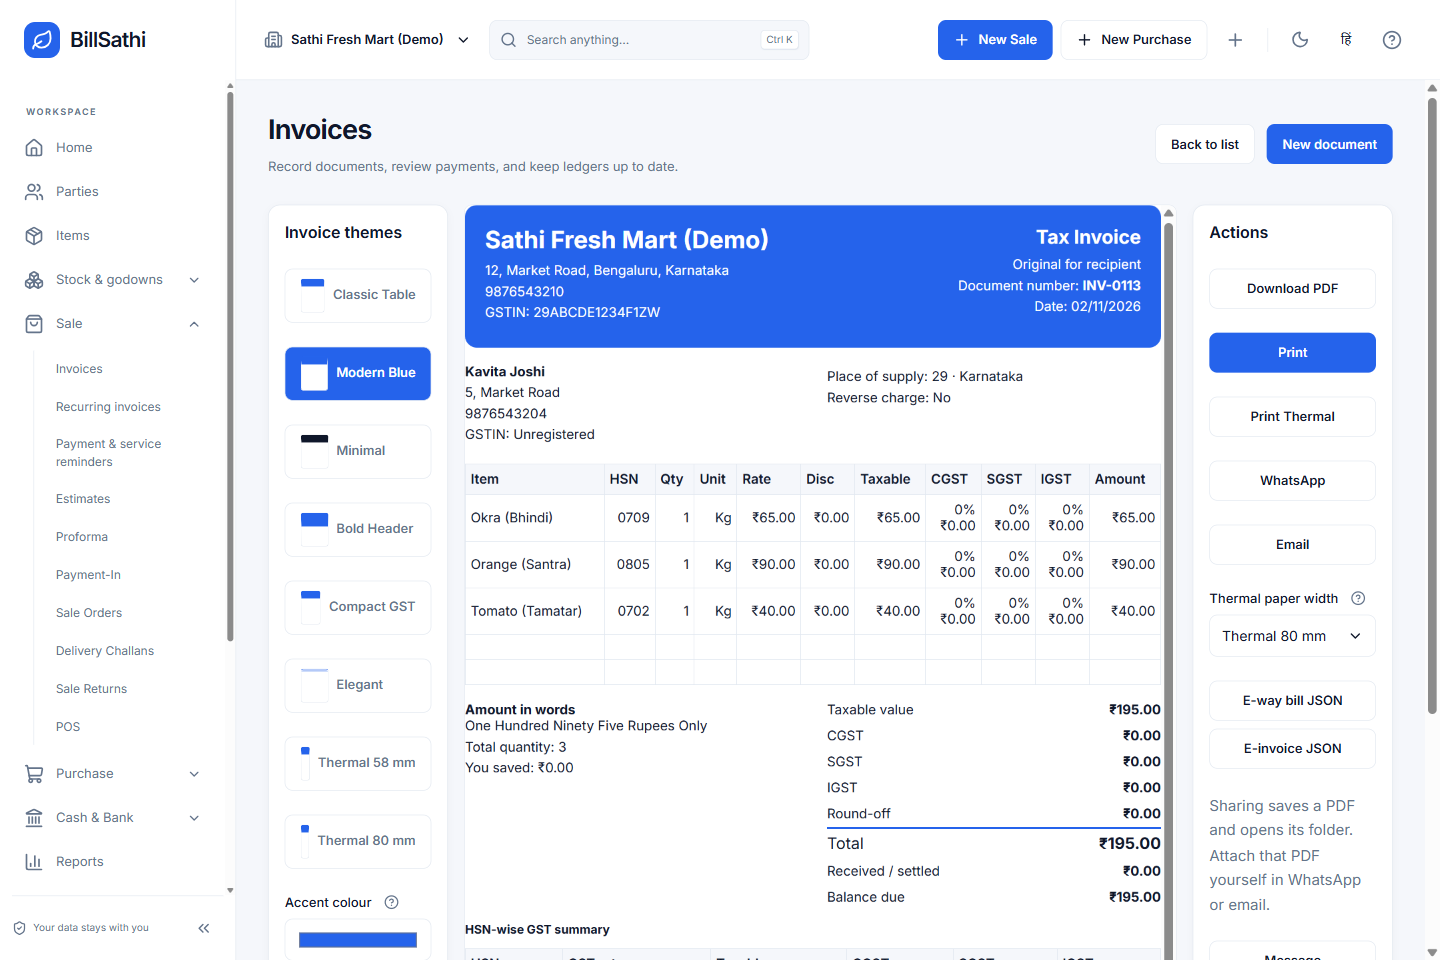 BillSathi
Sathi Fresh Mart (Demo)
Search anything...
Ctrl K
New Sale
New Purchase
हिं
WORKSPACE
Home
Parties
Items
Stock & godowns
Sale
Invoices
Recurring invoices
Payment & service
reminders
Estimates
Proforma
Payment-In
Sale Orders
Delivery Challans
Sale Returns
POS
Purchase
Cash & Bank
Reports
Your data stays with you
Invoices
Record documents, review payments, and keep ledgers up to date.
Back to list
New document
Invoice themes
Classic Table
Modern Blue
Minimal
Bold Header
Compact GST
Elegant
Thermal 58 mm
Thermal 80 mm
Accent colour
Sathi Fresh Mart (Demo)
12, Market Road, Bengaluru, Karnataka
9876543210
GSTIN: 29ABCDE1234F1ZW
Tax Invoice
Original for recipient
Document number: INV-0113
Date: 02/11/2026
Kavita Joshi
5, Market Road
9876543204
GSTIN: Unregistered
Place of supply: 29 · Karnataka
Reverse charge: No
Item HSN Qty Unit Rate Disc Taxable CGST SGST IGST Amount
Okra (Bhindi) 0709 1 Kg ₹65.00 ₹0.00 ₹65.00 0% ₹0.00 0% ₹0.00 0% ₹0.00 ₹65.00
Orange (Santra) 0805 1 Kg ₹90.00 ₹0.00 ₹90.00 0% ₹0.00 0% ₹0.00 0% ₹0.00 ₹90.00
Tomato (Tamatar) 0702 1 Kg ₹40.00 ₹0.00 ₹40.00 0% ₹0.00 0% ₹0.00 0% ₹0.00 ₹40.00
Amount in words
One Hundred Ninety Five Rupees Only
Total quantity: 3
You saved: ₹0.00
Taxable value ₹195.00
CGST ₹0.00
SGST ₹0.00
IGST ₹0.00
Round-off ₹0.00
Total ₹195.00
Received / settled ₹0.00
Balance due ₹195.00
HSN-wise GST summary
Actions
Download PDF
Print
Print Thermal
WhatsApp
Email
Thermal paper width
Thermal 80 mm
E-way bill JSON
E-invoice JSON
Sharing saves a PDF
and opens its folder.
Attach that PDF
yourself in WhatsApp
or email.
Message